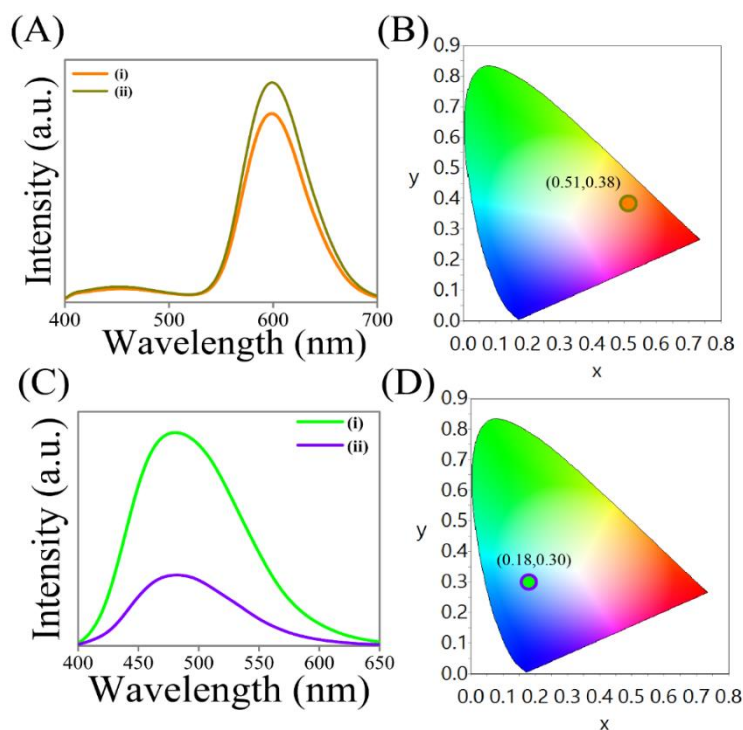 (A)
(i)
(ii)
Intensity (a.u.)
400 500 600 700
Wavelength (nm)
(B)
0.9
0.8
0.7
0.6
0.5
0.4
0.3
0.2
0.1
0.0
y
(0.51,0.38)
0.0 0.1 0.2 0.3 0.4 0.5 0.6 0.7 0.8
x
(C)
(i)
(ii)
Intensity (a.u.)
400 450 500 550 600 650
Wavelength (nm)
(D)
0.9
0.8
0.7
0.6
0.5
0.4
0.3
0.2
0.1
0.0
y
(0.18,0.30)
0.0 0.1 0.2 0.3 0.4 0.5 0.6 0.7 0.8
x